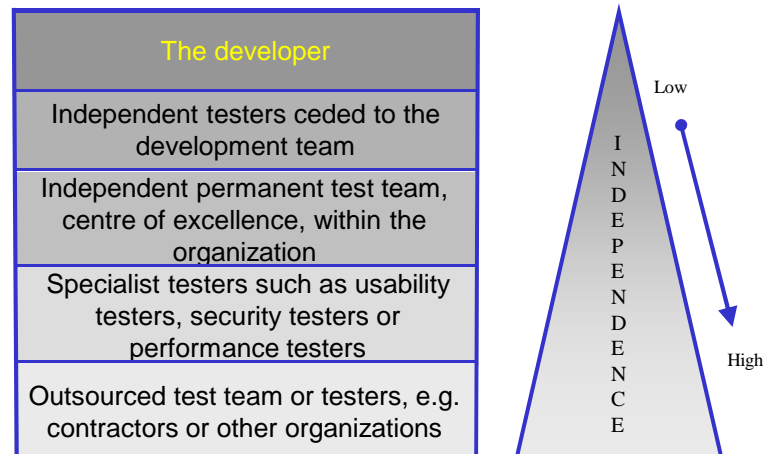 The developer
Independent testers ceded to the
development team
Independent permanent test team,
centre of excellence, within the
organization
Specialist testers such as usability
testers, security testers or
performance testers
Outsourced test team or testers, e.g.
contractors or other organizations
Low
I
N
D
E
P
E
N
D
E
N
C
E
High